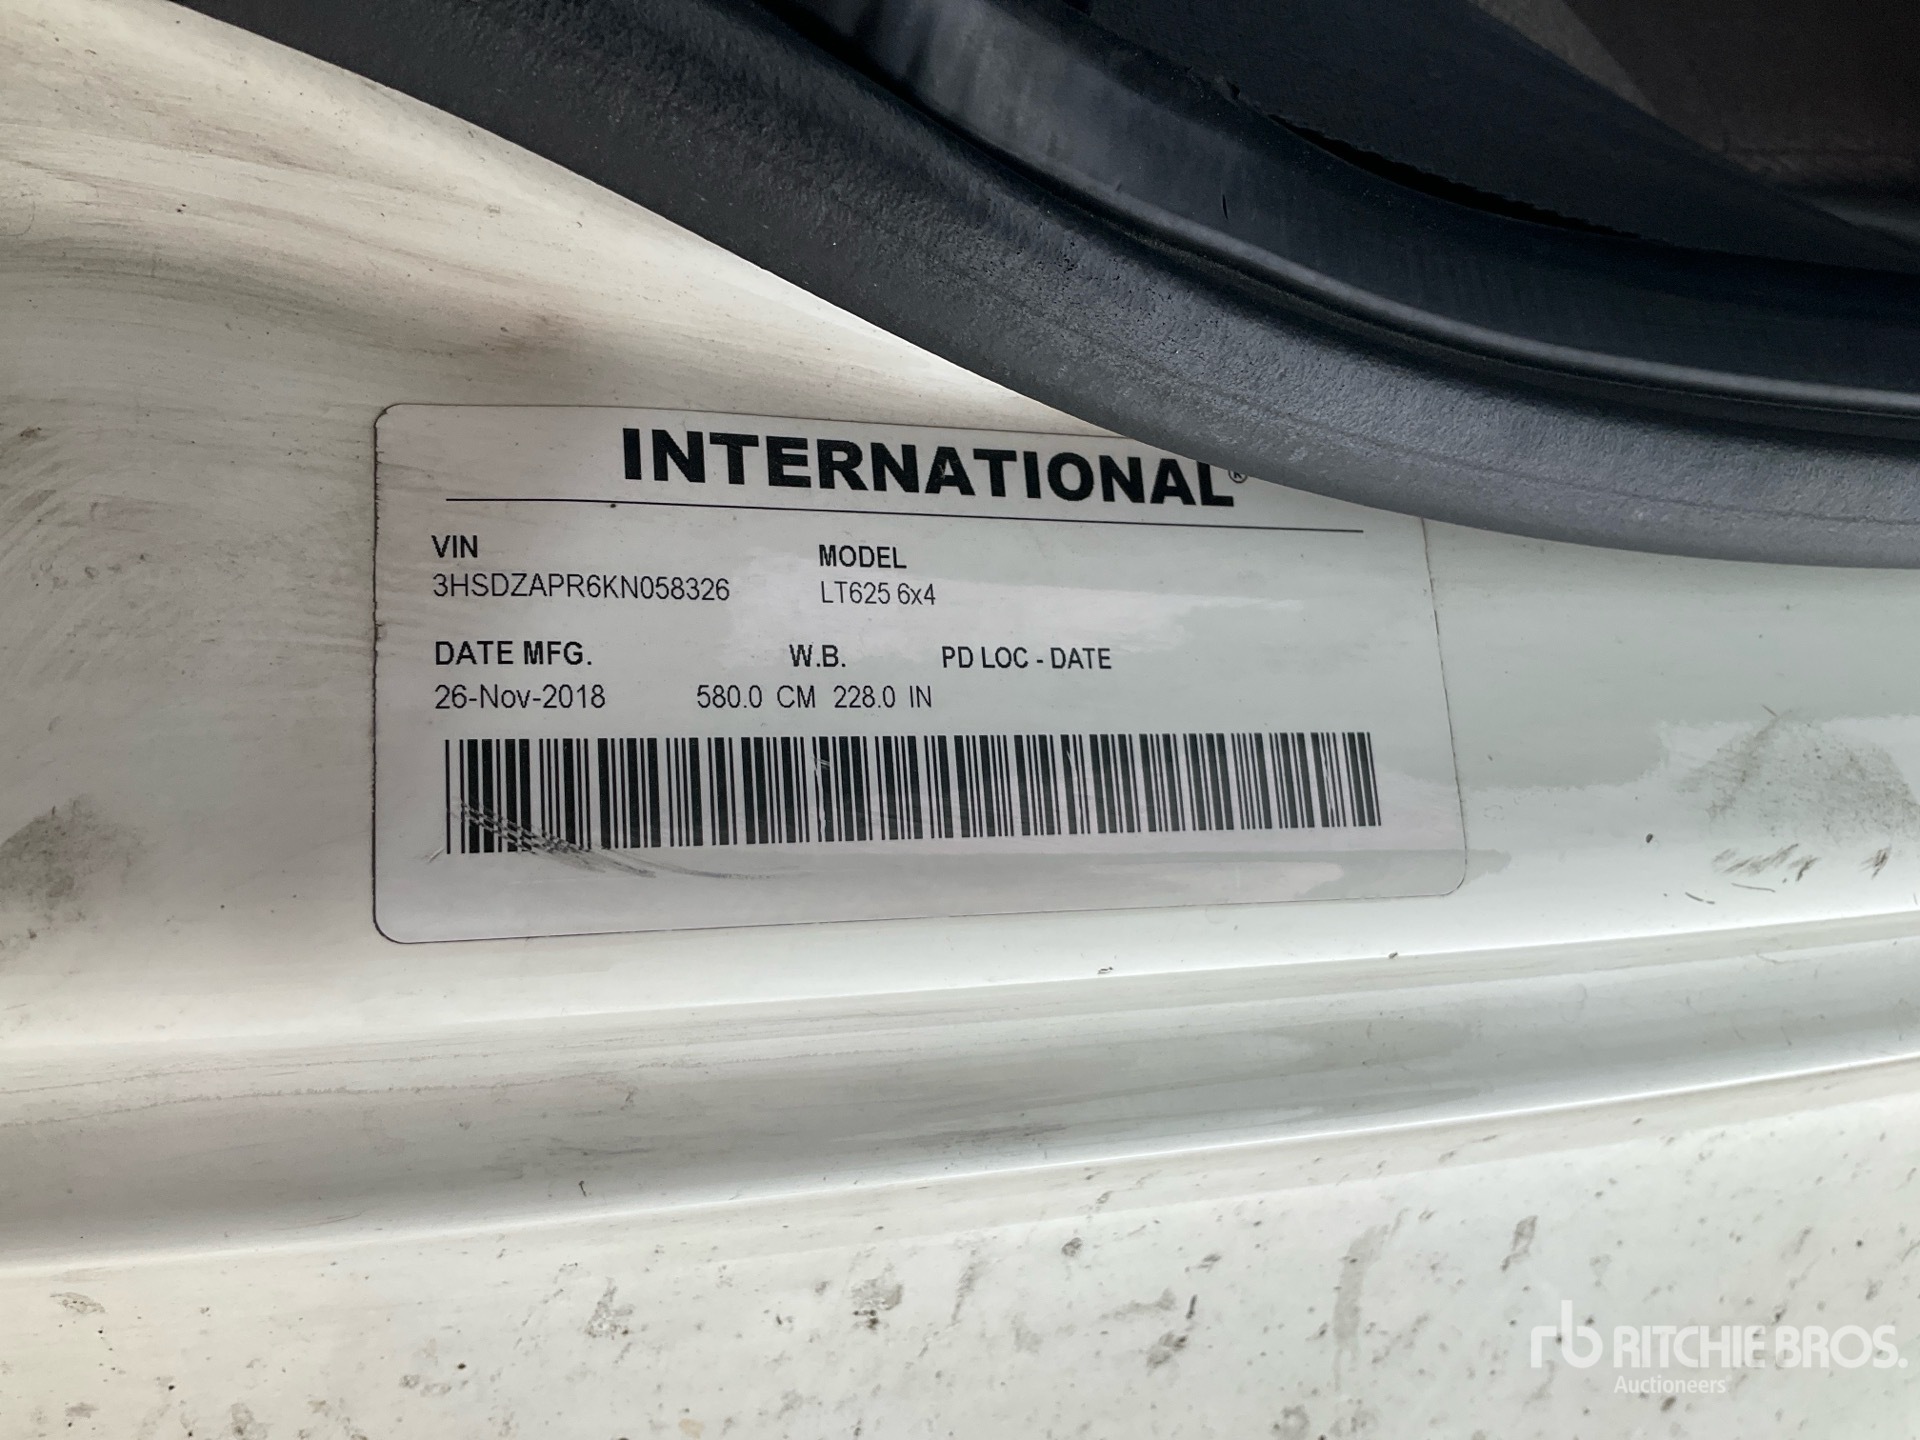 INTERNATIONAL®
VIN MODEL
3HSDZAPR6KN058326 LT625 6x4
DATE MFG. W.B. PD LOC - DATE
26-Nov-2018 580.0 CM 228.0 IN
rb RITCHIE BROS.
Auctioneers